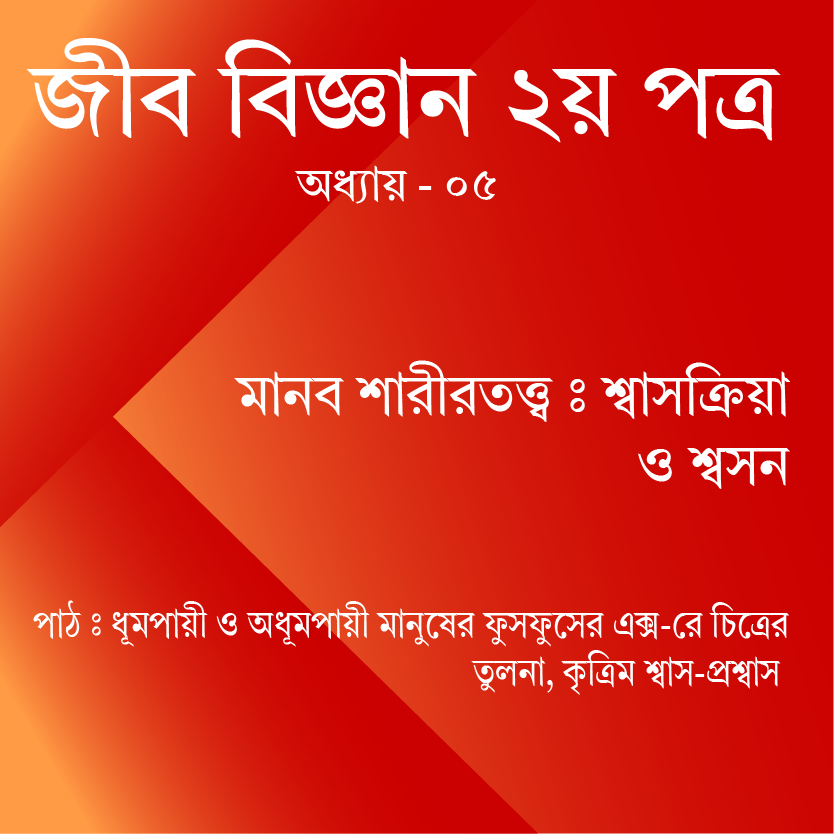 জীব বিজ্ঞান ২য় পত্র
অধ্যায় - ০৫
মানব শারীরতত্ত্ব ঃ শ্বাসক্রিয়া
ও শ্বসন
পাঠ ঃ ধূমপায়ী ও অধূমপায়ী মানুষের ফুসফুসের এক্স-রে চিত্রের
তুলনা, কৃত্রিম শ্বাস-প্রশ্বাস